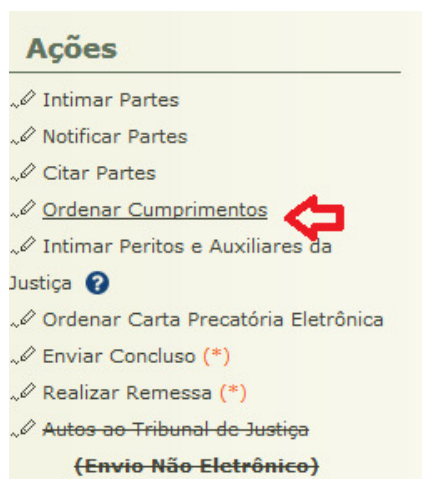 Ações
Intimar Partes
Notificar Partes
Citar Partes
Ordenar Cumprimentos
Intimar Peritos e Auxiliares da
Justiça ?
Ordenar Carta Precatória Eletrônica
Enviar Concluso (*)
Realizar Remessa (*)
Autos ao Tribunal de Justiça
(Envio Não Eletrônico)